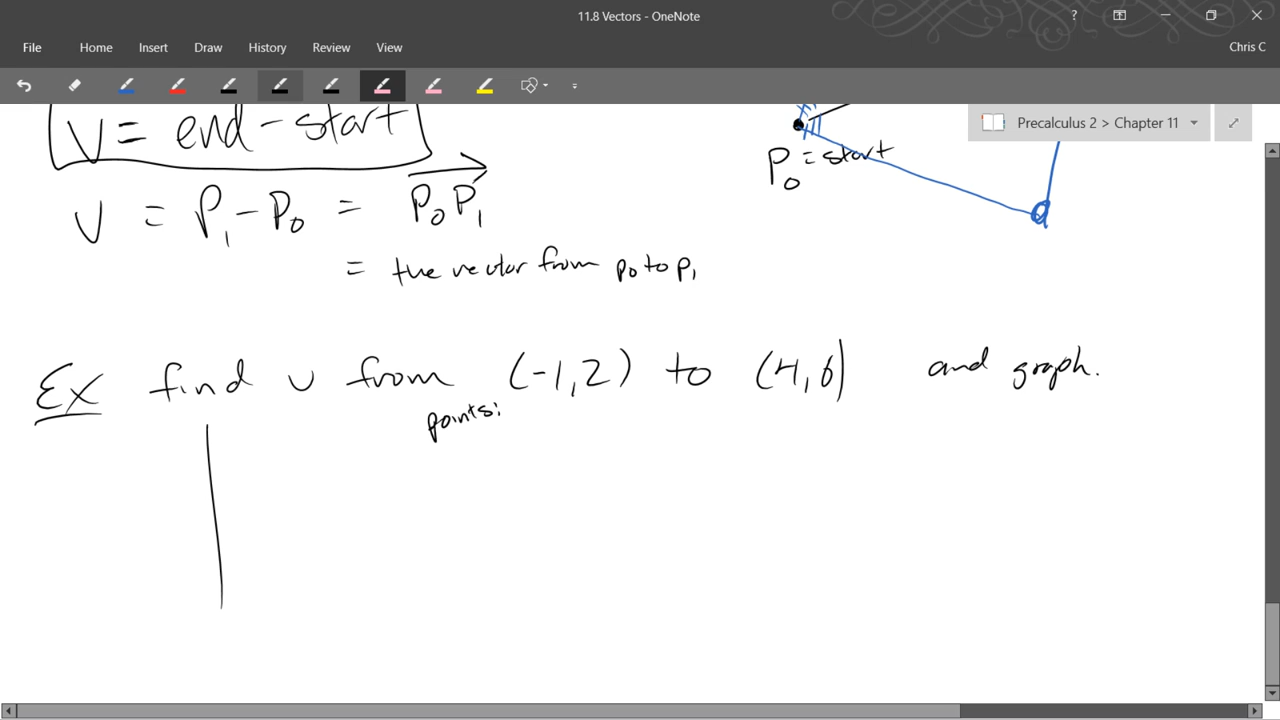 11.8 Vectors - OneNote
File Home Insert Draw History Review View
Chris C
Precalculus 2 > Chapter 11
V = end - start
P₀ = start
V = P₁ - P₀ = P₀P₁
= the vector from p₀ to p₁
Ex find v from (-1,2) to (4,6) and graph.
points: